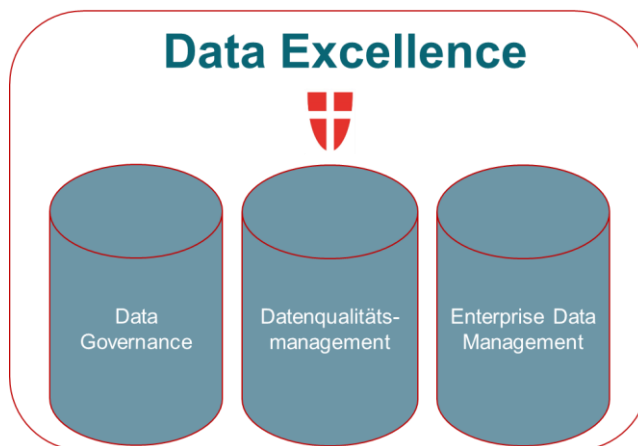 Data Excellence
Data
Governance
Datenqualitäts-
management
Enterprise Data
Management